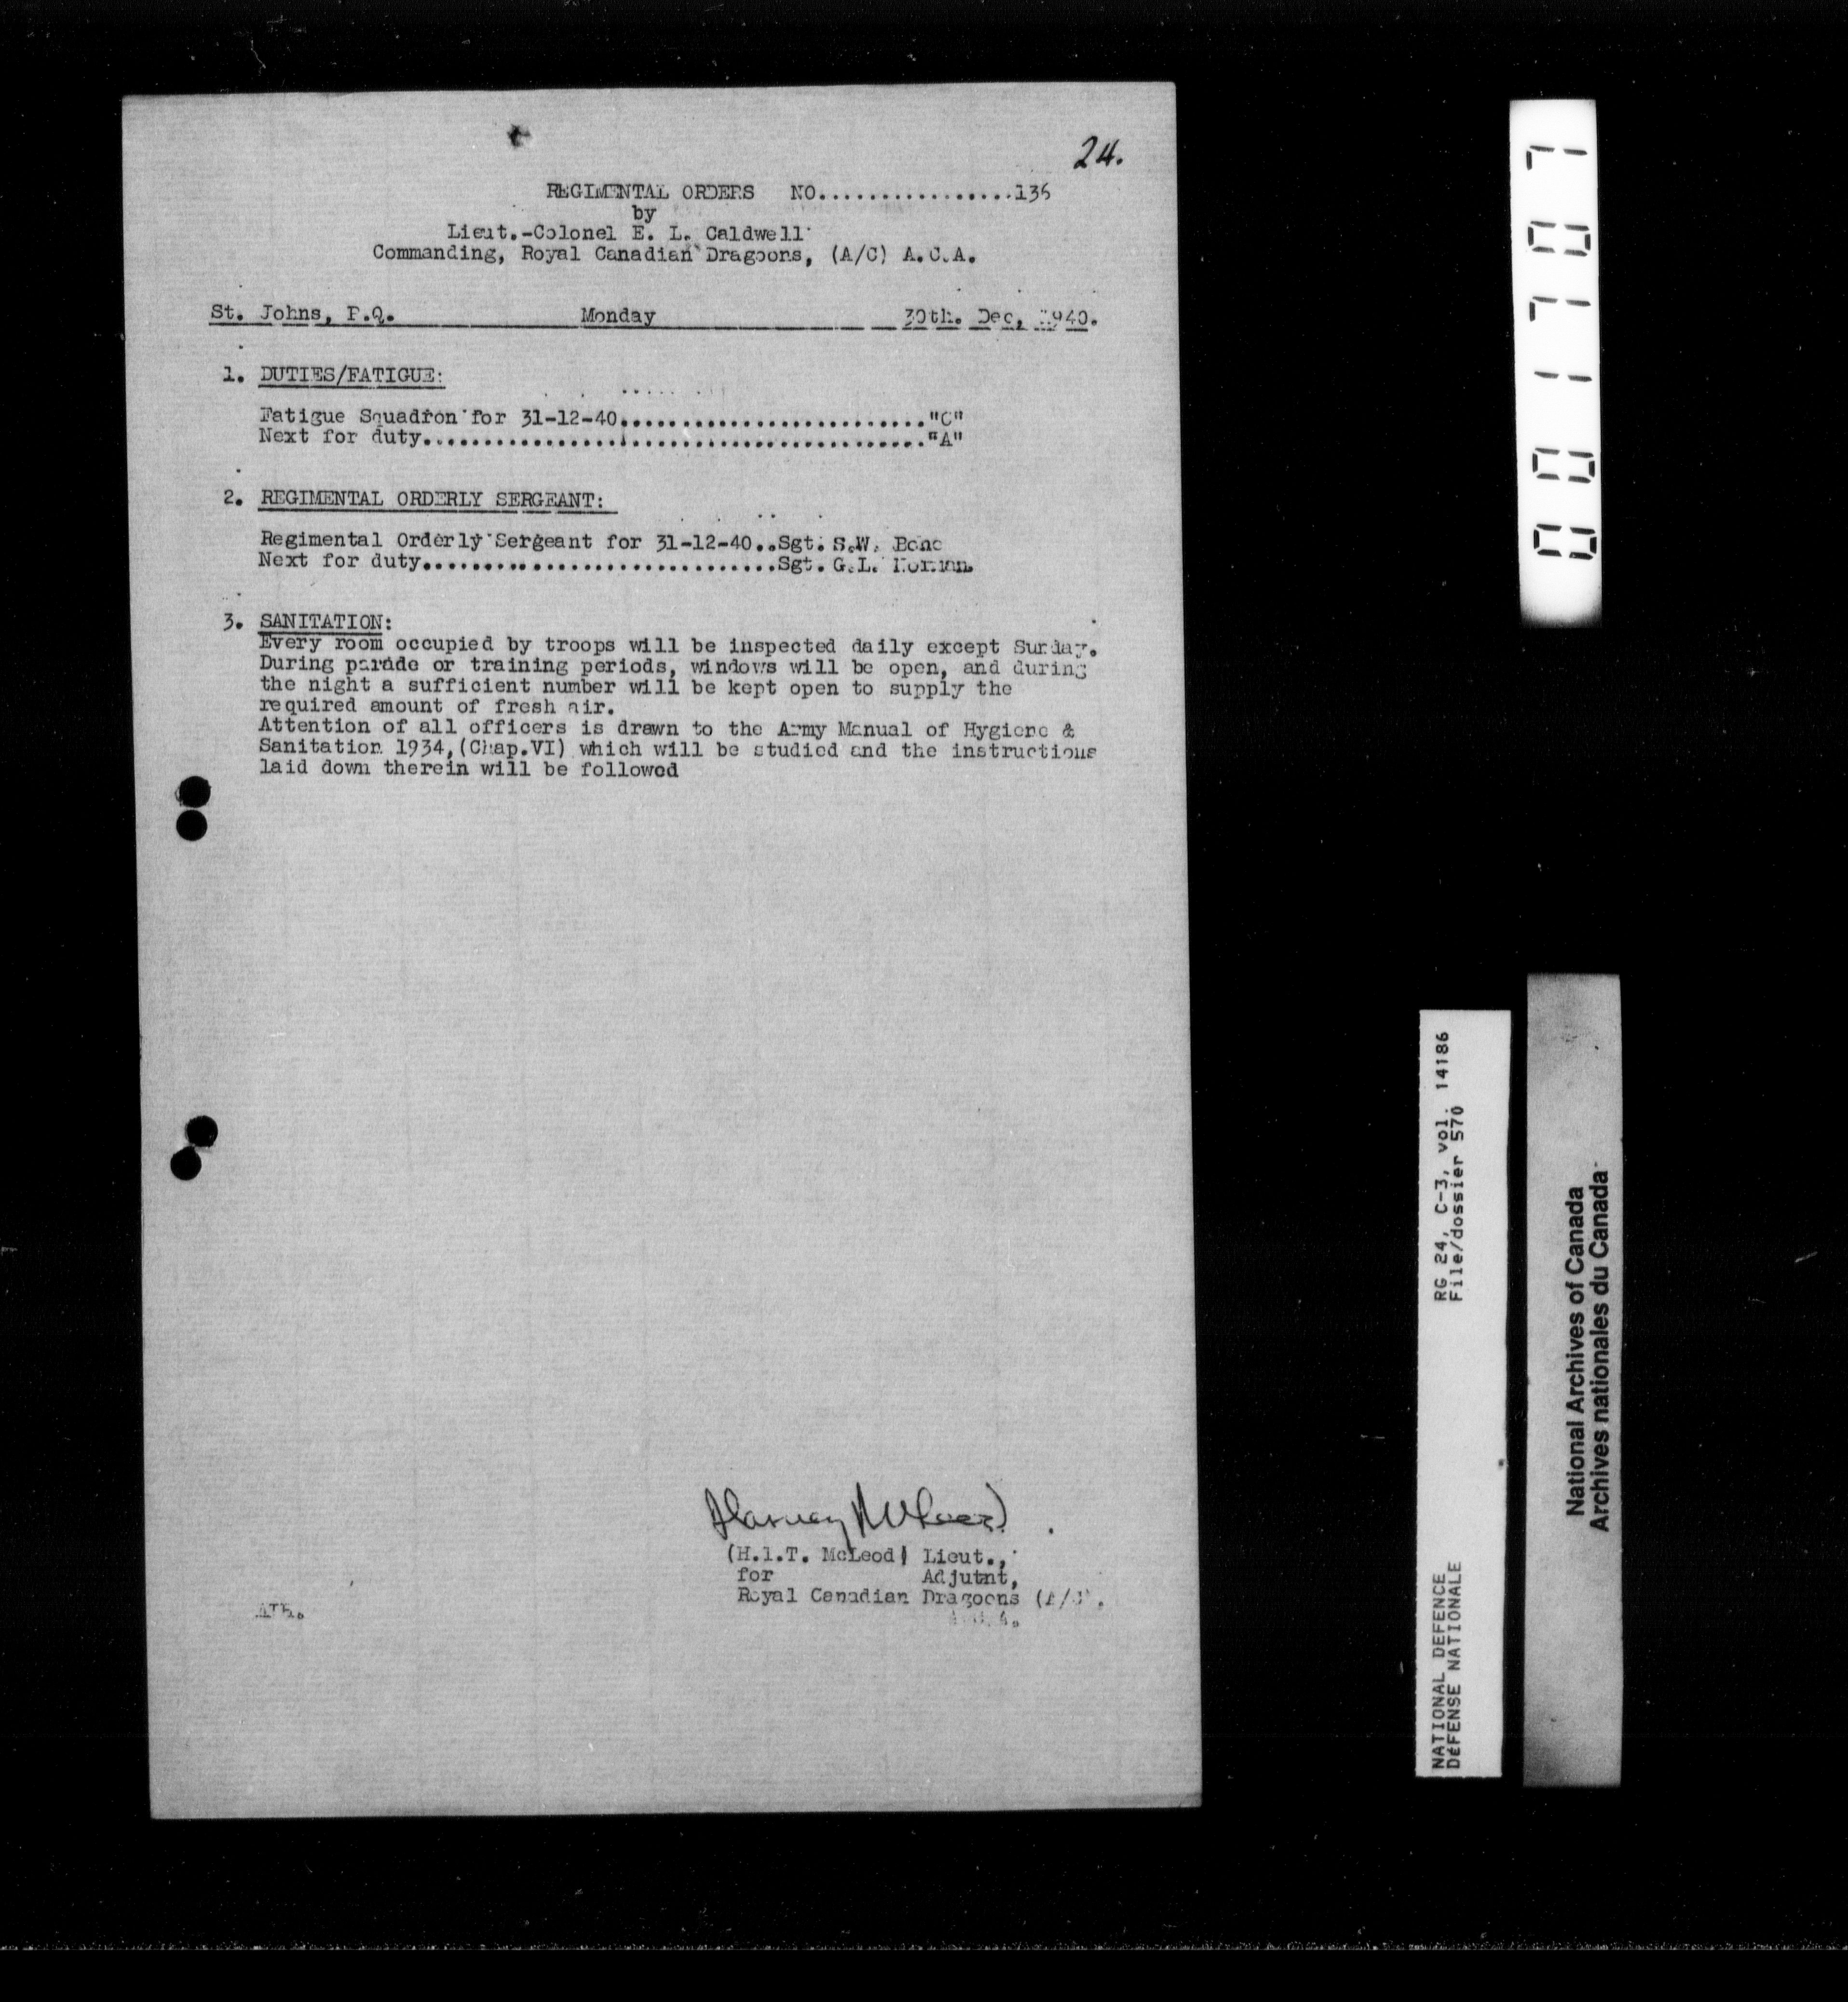 24.
REGIMENTAL ORDERS NO.................136
by
Lieut.-Colonel E. L. Caldwell
Commanding, Royal Canadian Dragoons, (A/C) A.C.A.
St. Johns, P.Q. Monday 30th. Dec, 1940.
1. DUTIES/FATIGUE:
Fatigue Squadron for 31-12-40.........................."C"
Next for duty..........................................."A"
2. REGIMENTAL ORDERLY SERGEANT:
Regimental Orderly Sergeant for 31-12-40..Sgt. S.W. Bone
Next for duty..............................Sgt. G.L. Norman.
3. SANITATION:
Every room occupied by troops will be inspected daily except Sunday.
During parade or training periods, windows will be open, and during
the night a sufficient number will be kept open to supply the
required amount of fresh air.
Attention of all officers is drawn to the Army Manual of Hygiene &
Sanitation 1934,(Chap.VI) which will be studied and the instructions
laid down therein will be followed
Harvey McLeod
(H.I.T. McLeod) Lieut.,
for Adjutnt,
Royal Canadian Dragoons (A/C).
A.C.A.
0017107
RG 24, C-3, vol. 14186
File/dossier 570
NATIONAL DEFENCE
DÉFENSE NATIONALE
National Archives of Canada
Archives nationales du Canada